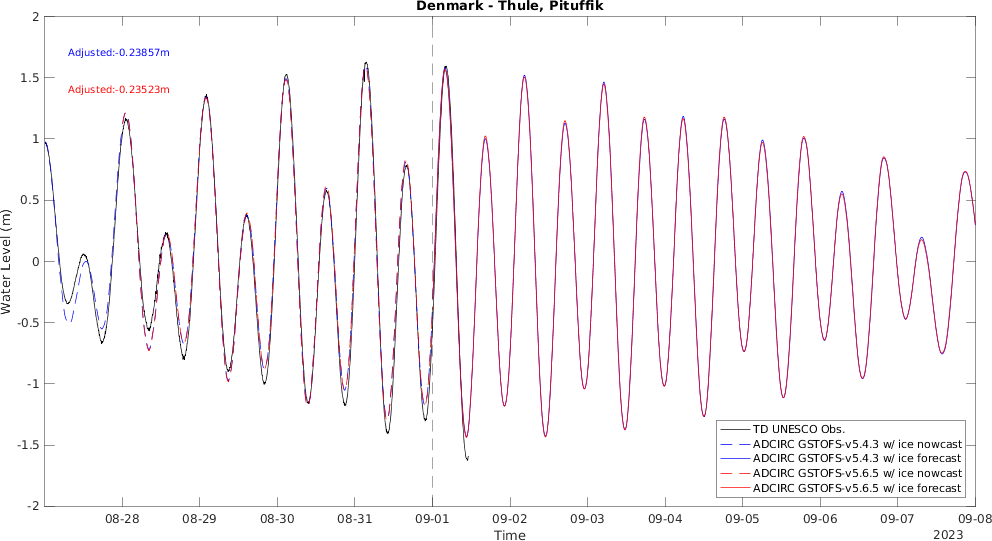 Denmark - Thule, Pituffik
Adjusted:-0.23857m
Adjusted:-0.23523m
Water Level (m)
2
1.5
1
0.5
0
-0.5
-1
-1.5
-2
TD UNESCO Obs.
ADCIRC GSTOFS-v5.4.3 w/ ice nowcast
ADCIRC GSTOFS-v5.4.3 w/ ice forecast
ADCIRC GSTOFS-v5.6.5 w/ ice nowcast
ADCIRC GSTOFS-v5.6.5 w/ ice forecast
08-28 08-29 08-30 08-31 09-01 09-02 09-03 09-04 09-05 09-06 09-07 09-08
Time
2023